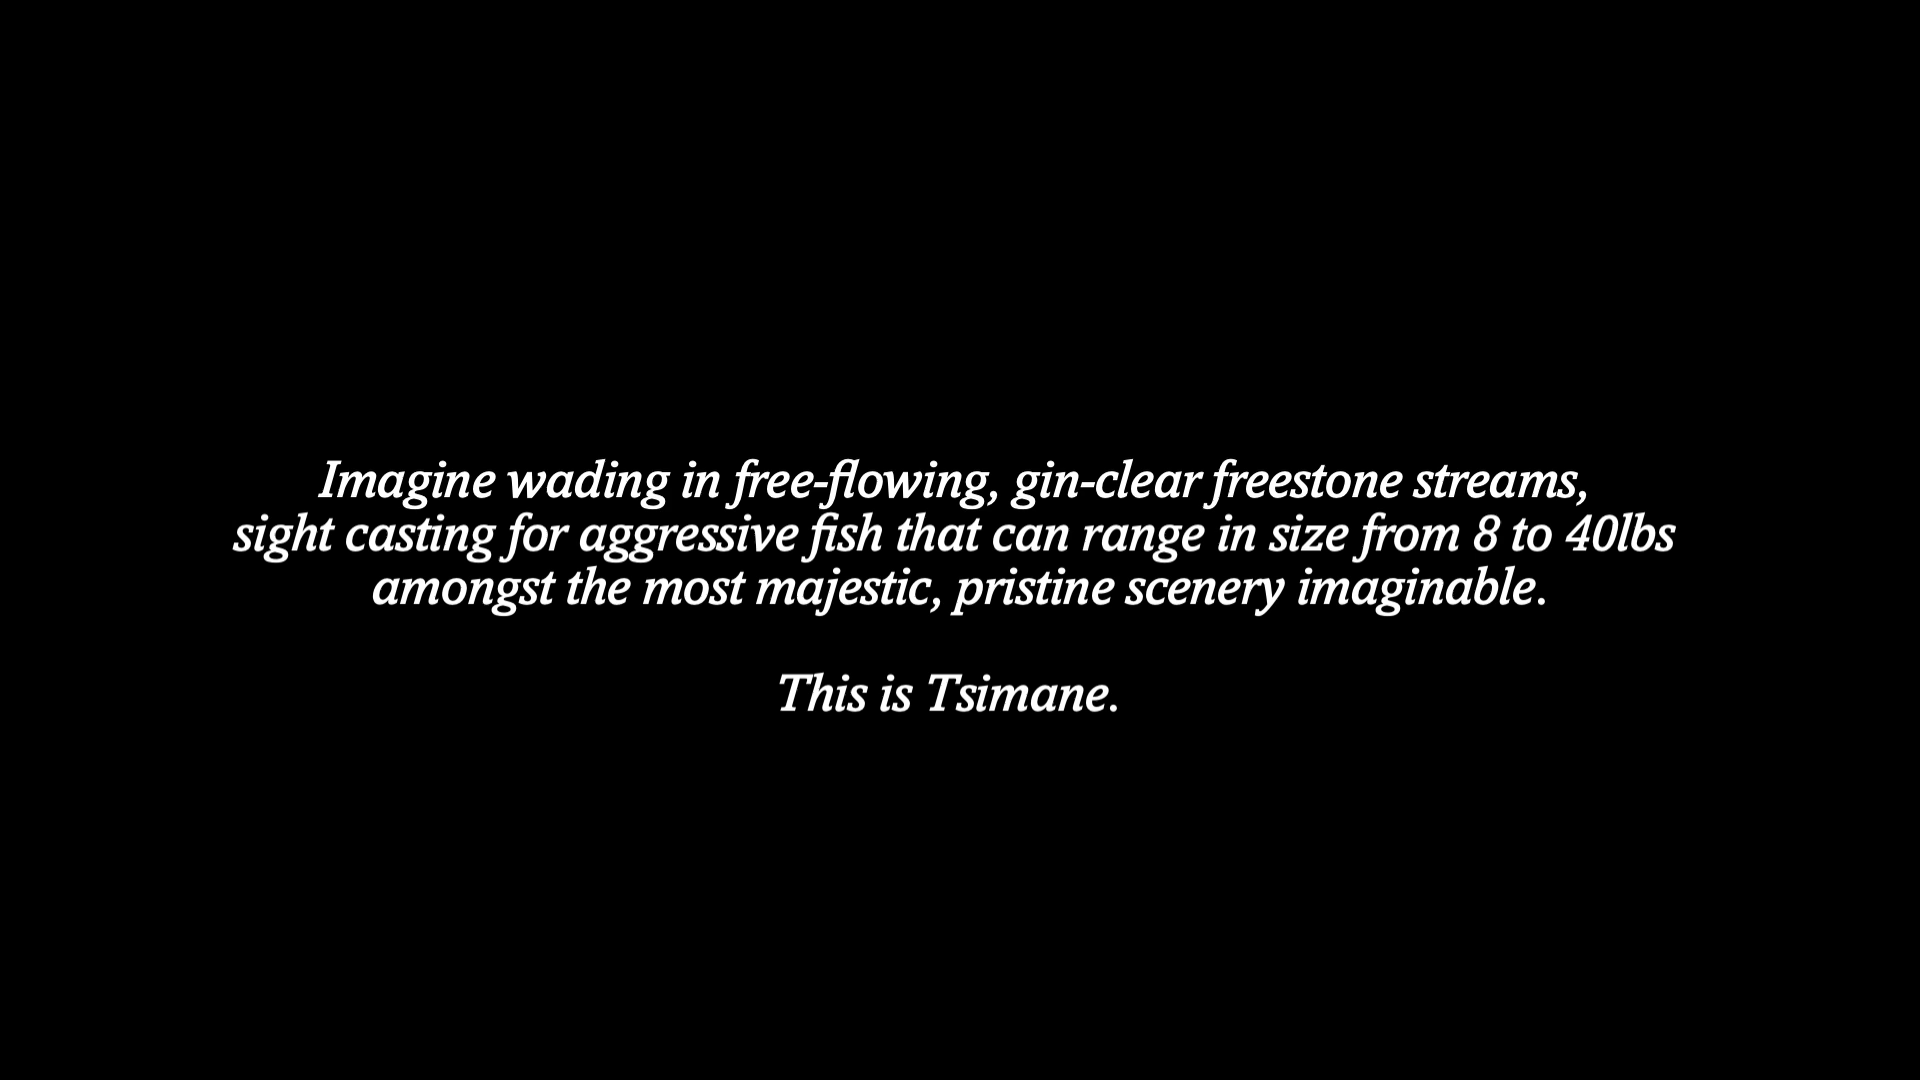 Imagine wading in free-flowing, gin-clear freestone streams,
sight casting for aggressive fish that can range in size from 8 to 40lbs
amongst the most majestic, pristine scenery imaginable.
This is Tsimane.